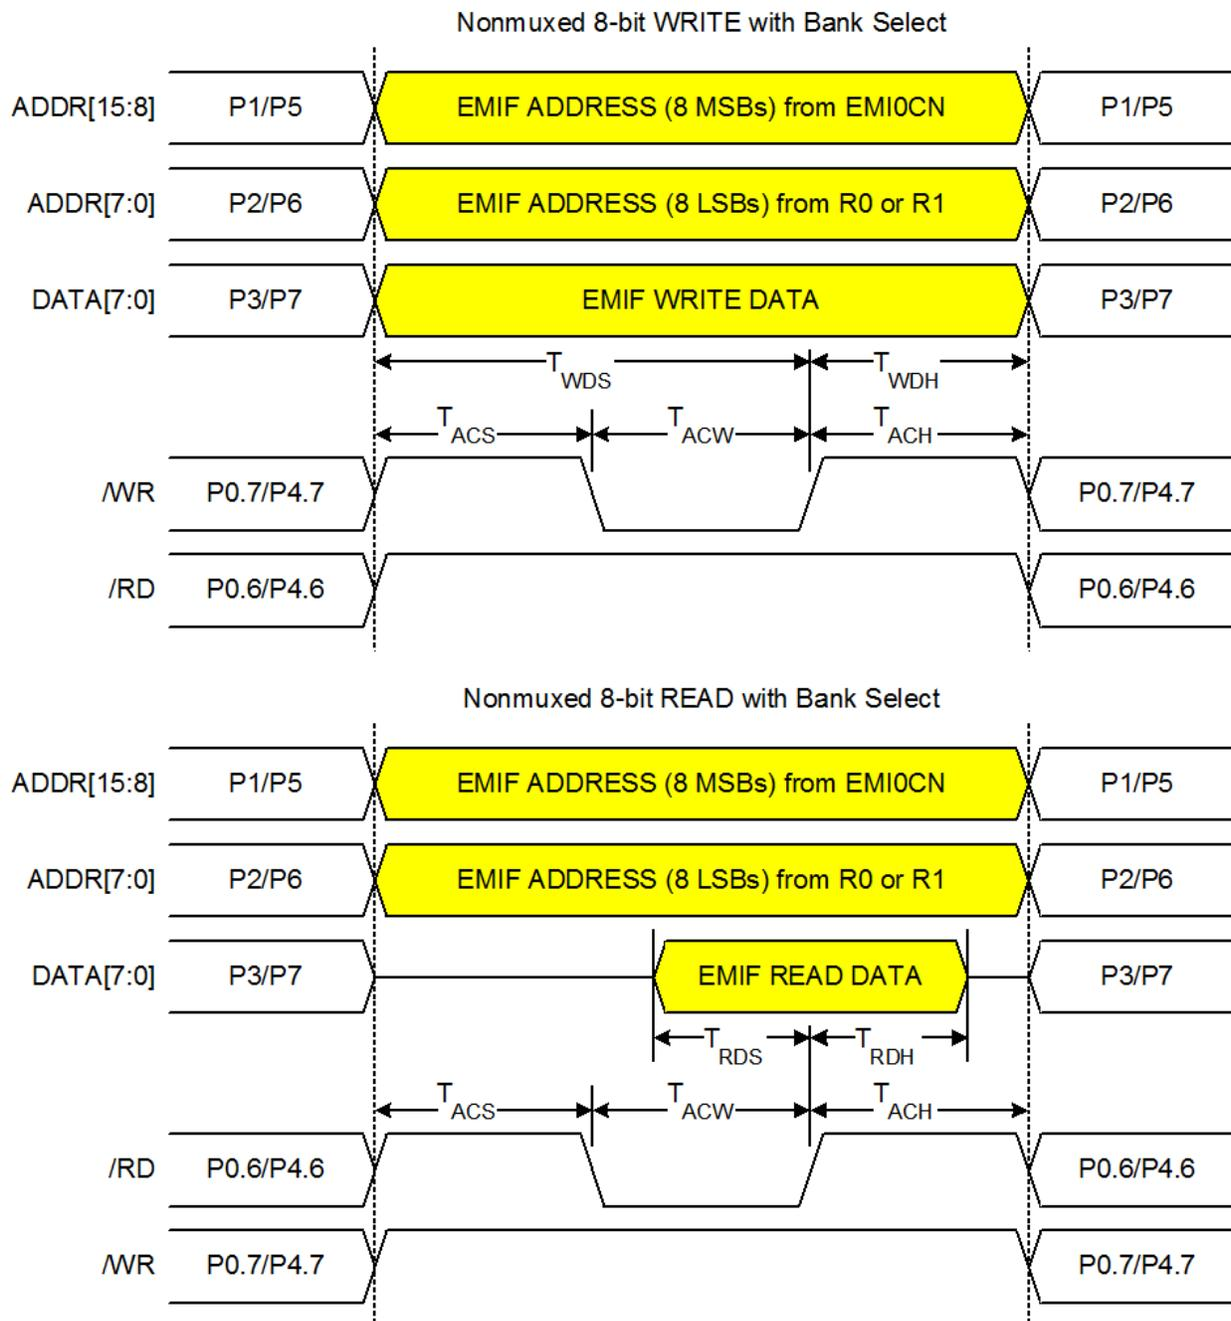 Nonmuxed 8-bit WRITE with Bank Select
ADDR[15:8] P1/P5 EMIF ADDRESS (8 MSBs) from EMI0CN P1/P5
ADDR[7:0] P2/P6 EMIF ADDRESS (8 LSBs) from R0 or R1 P2/P6
DATA[7:0] P3/P7 EMIF WRITE DATA P3/P7
TWDS TWDH
TACS TACW TACH
/WR P0.7/P4.7 P0.7/P4.7
/RD P0.6/P4.6 P0.6/P4.6
Nonmuxed 8-bit READ with Bank Select
ADDR[15:8] P1/P5 EMIF ADDRESS (8 MSBs) from EMI0CN P1/P5
ADDR[7:0] P2/P6 EMIF ADDRESS (8 LSBs) from R0 or R1 P2/P6
DATA[7:0] P3/P7 EMIF READ DATA P3/P7
TRDS TRDH
TACS TACW TACH
/RD P0.6/P4.6 P0.6/P4.6
/WR P0.7/P4.7 P0.7/P4.7